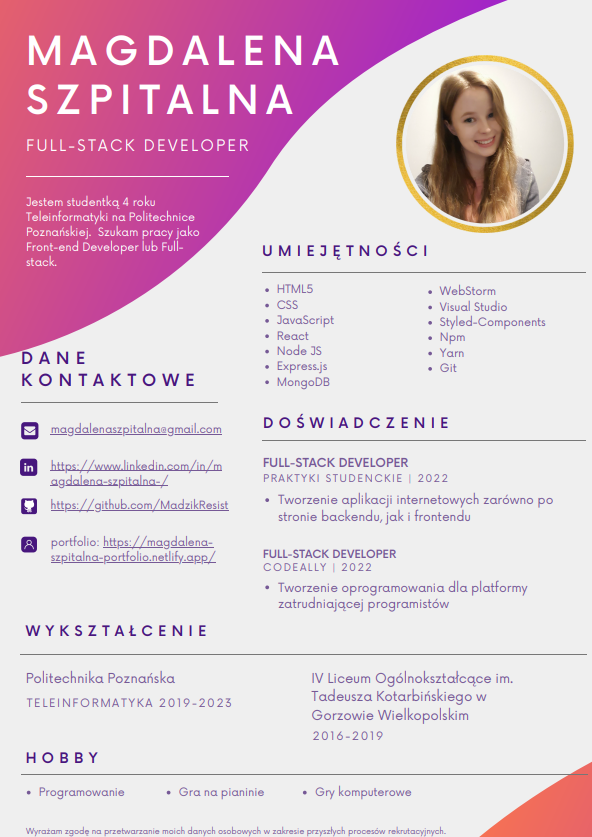 MAGDALENA
SZPITALNA
FULL-STACK DEVELOPER
Jestem studentką 4 roku
Teleinformatyki na Politechnice
Poznańskiej. Szukam pracy jako
Front-end Developer lub Full-
stack.
DANE
KONTAKTOWE
magdalenaszpitalna@gmail.com
https://www.linkedin.com/in/m
agdalena-szpitalna-/
https://github.com/MadzikResist
portfolio: https://magdalena-
szpitalna-portfolio.netlify.app/
UMIEJĘTNOŚCI
• HTML5
• CSS
• JavaScript
• React
• Node JS
• Express.js
• MongoDB
• WebStorm
• Visual Studio
• Styled-Components
• Npm
• Yarn
• Git
DOŚWIADCZENIE
FULL-STACK DEVELOPER
PRAKTYKI STUDENCKIE | 2022
• Tworzenie aplikacji internetowych zarówno po
stronie backendu, jak i frontendu
FULL-STACK DEVELOPER
CODEALLY | 2022
• Tworzenie oprogramowania dla platformy
zatrudniającej programistów
WYKSZTAŁCENIE
Politechnika Poznańska
TELEINFORMATYKA 2019-2023
IV Liceum Ogólnokształcące im.
Tadeusza Kotarbińskiego w
Gorzowie Wielkopolskim
2016-2019
HOBBY
• Programowanie
• Gra na pianinie
• Gry komputerowe
Wyrażam zgodę na przetwarzanie moich danych osobowych w zakresie przyszłych procesów rekrutacyjnych.